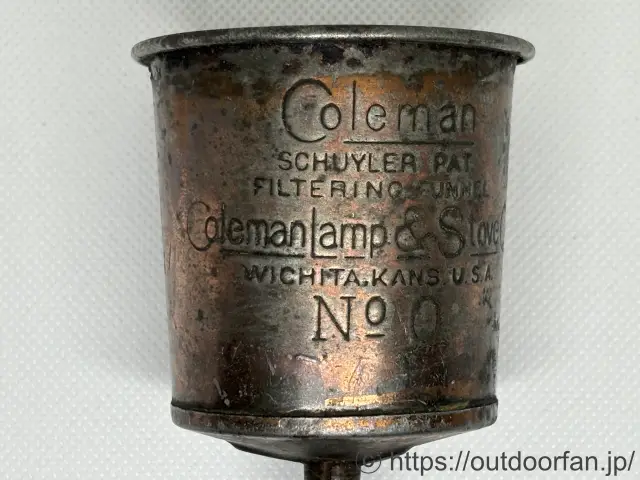 Coleman
SCHUYLER PAT
FILTERING FUNNEL
Coleman Lamp & Stove C
WICHITA, KANS. U.S.A.
No 0
© https://outdoorfan.jp/